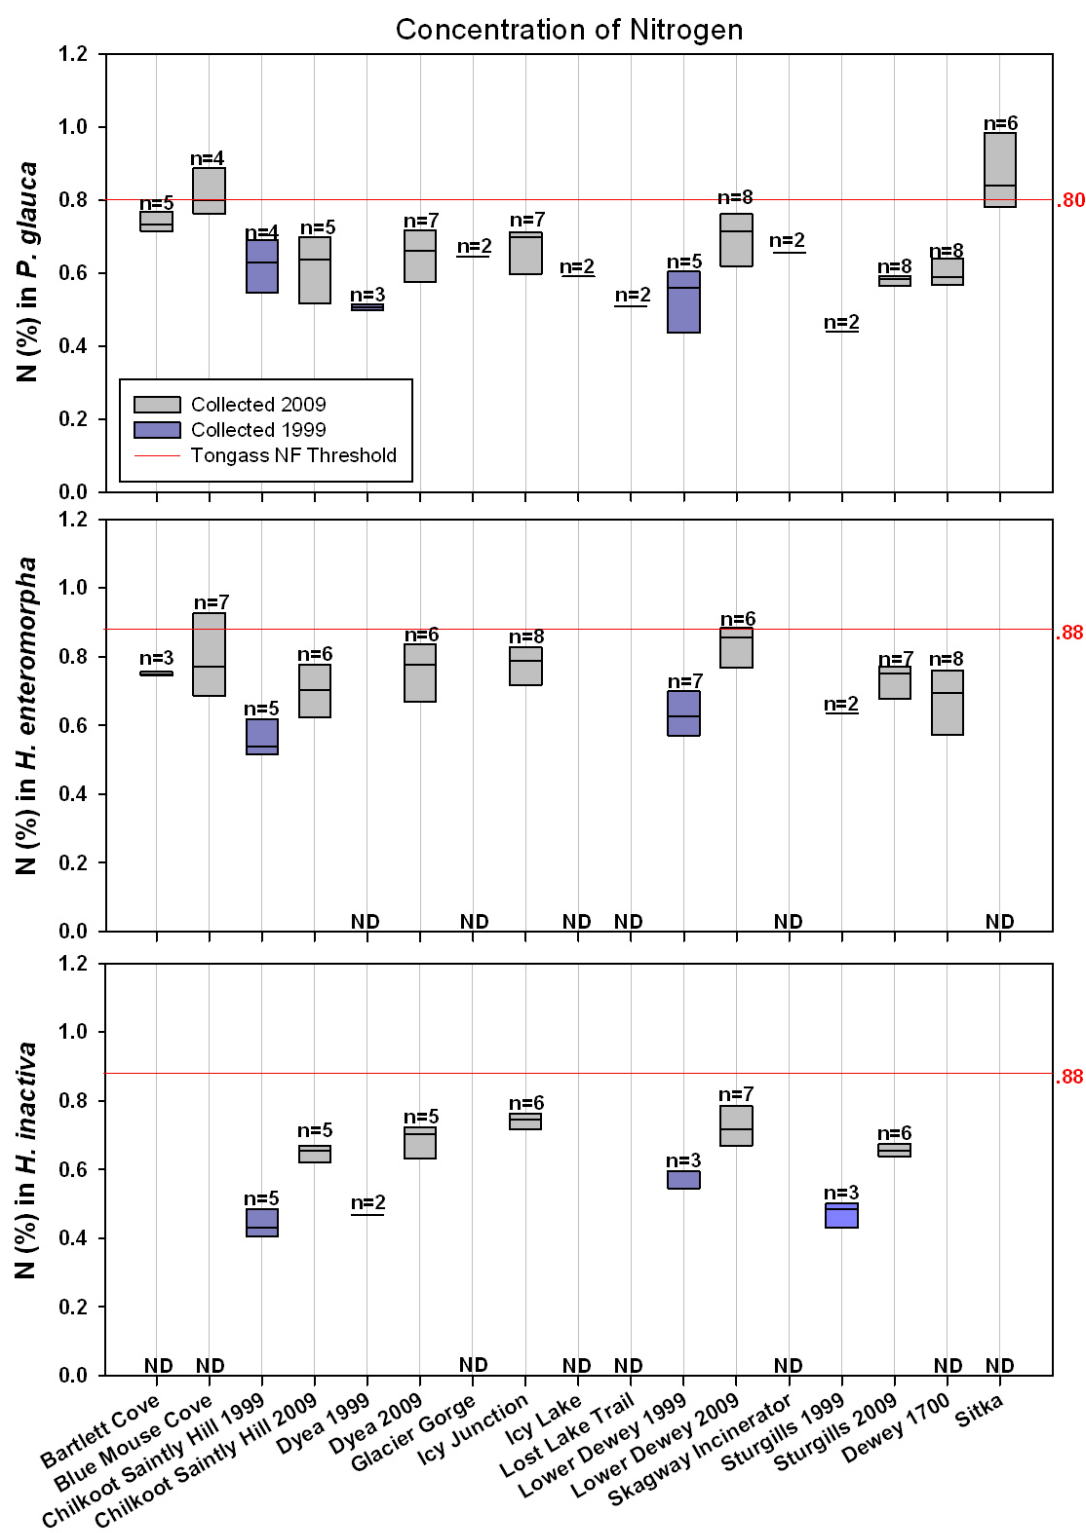 Concentration of Nitrogen
N (%) in P. glauca
1.2
1.0
0.8
0.6
0.4
0.2
0.0
n=5
n=4
n=4
n=5
n=3
n=7
n=2
n=7
n=2
n=2
n=5
n=8
n=2
n=2
n=8
n=8
n=6
.80
Collected 2009
Collected 1999
Tongass NF Threshold
N (%) in H. enteromorpha
1.2
1.0
0.8
0.6
0.4
0.2
0.0
n=3
n=7
n=5
n=6
ND
n=6
ND
n=8
ND
ND
n=7
n=6
ND
n=2
n=7
n=8
ND
.88
N (%) in H. inactiva
1.2
1.0
0.8
0.6
0.4
0.2
0.0
ND
ND
n=5
n=5
n=2
n=5
ND
n=6
ND
ND
n=3
n=7
ND
n=3
n=6
ND
ND
.88
Bartlett Cove
Blue Mouse Cove
Chilkoot Saintly Hill 1999
Chilkoot Saintly Hill 2009
Dyea 1999
Dyea 2009
Glacier Gorge
Icy Junction
Icy Lake
Lost Lake Trail
Lower Dewey 1999
Lower Dewey 2009
Skagway Incinerator
Sturgills 1999
Sturgills 2009
Dewey 1700
Sitka